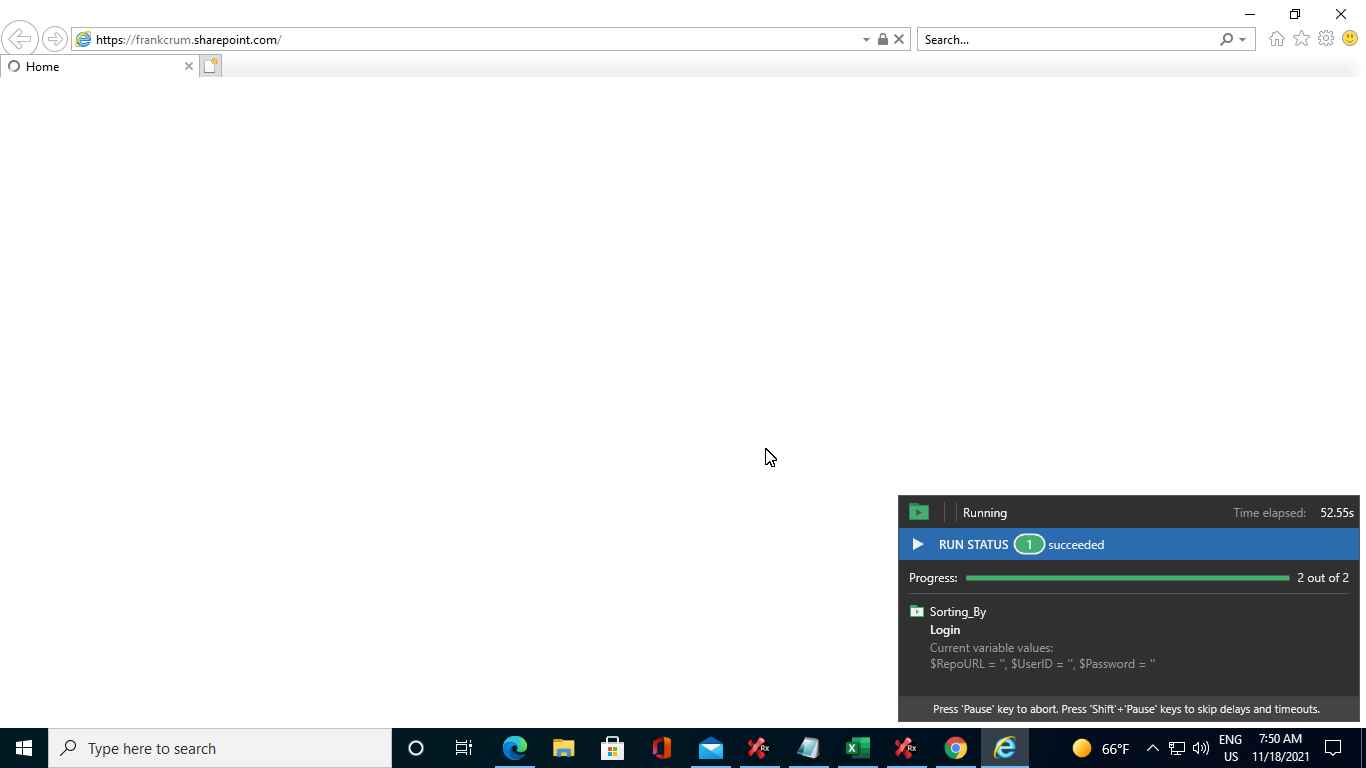 https://frankcrum.sharepoint.com/
Search...
Home
Running
Time elapsed: 52.55s
RUN STATUS 1 succeeded
Progress: 2 out of 2
Sorting_By
Login
Current variable values:
$RepoURL = '', $UserID = '', $Password = ''
Press 'Pause' key to abort. Press 'Shift'+'Pause' keys to skip delays and timeouts.
Type here to search
Rx
Rx
66°F
ENG
US
7:50 AM
11/18/2021